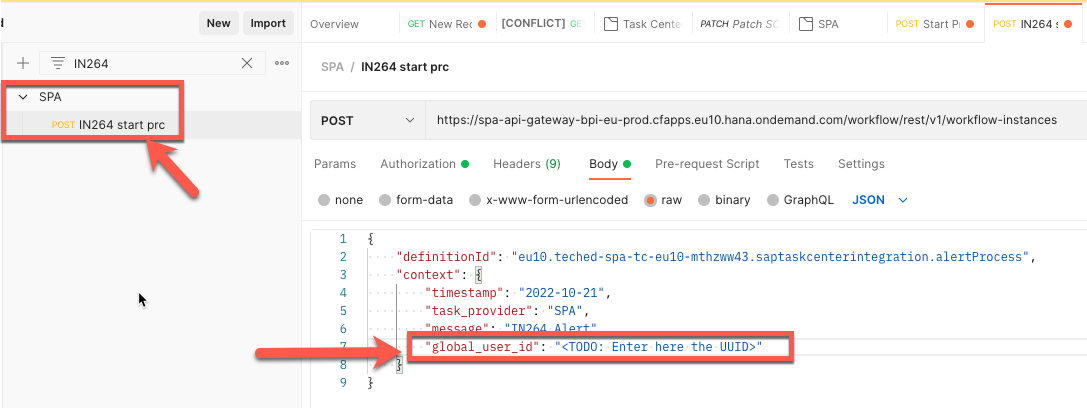 New Import
IN264
SPA
POST IN264 start prc
Overview GET New Rec [CONFLICT] GE Task Cente PATCH Patch SC SPA POST Start P POST IN264 s
SPA / IN264 start prc
POST https://spa-api-gateway-bpi-eu-prod.cfapps.eu10.hana.ondemand.com/workflow/rest/v1/workflow-instances
Params Authorization Headers (9) Body Pre-request Script Tests Settings
none form-data x-www-form-urlencoded raw binary GraphQL JSON
1 {
2 "definitionId": "eu10.teched-spa-tc-eu10-mthzww43.saptaskcenterintegration.alertProcess",
3 "context": {
4 "timestamp": "2022-10-21",
5 "task_provider": "SPA",
6 "message": "IN264 Alert"
7 "global_user_id": "<TODO: Enter here the UUID>"
8 }
9 }